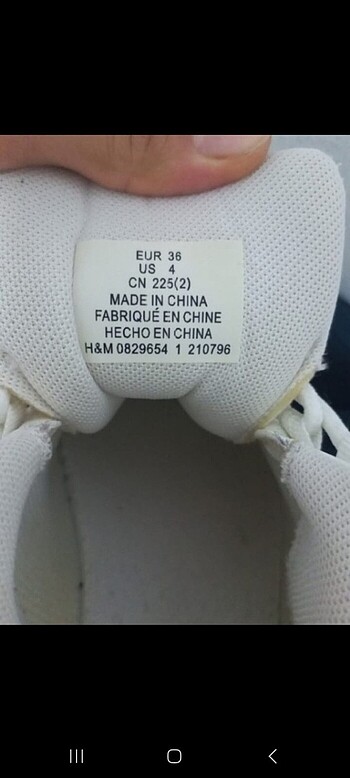 EUR 36
US 4
CN 225(2)
MADE IN CHINA
FABRIQUÉ EN CHINE
HECHO EN CHINA
H&M 0829654 1 210796